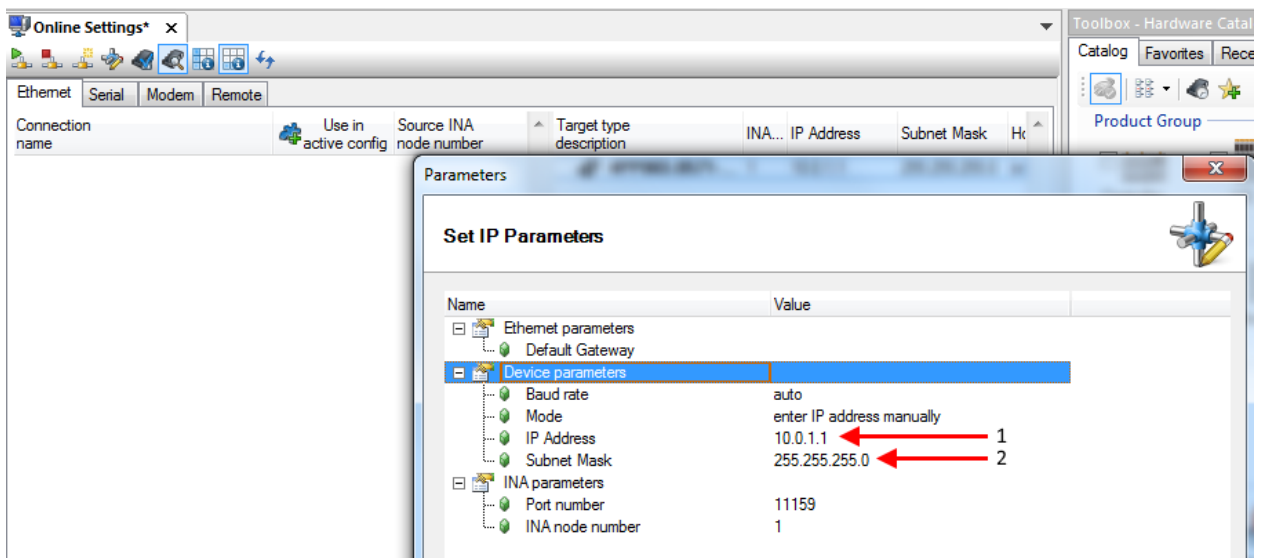 Online Settings* x
Toolbox - Hardware Catal
Catalog Favorites Rece
Ethernet Serial Modem Remote
Product Group
Connection name
Use in active config
Source INA node number
Target type description
INA... IP Address Subnet Mask
Parameters
Set IP Parameters
Name Value
Ethernet parameters
Default Gateway
Device parameters
Baud rate auto
Mode enter IP address manually
IP Address 10.0.1.1 1
Subnet Mask 255.255.255.0 2
INA parameters
Port number 11159
INA node number 1